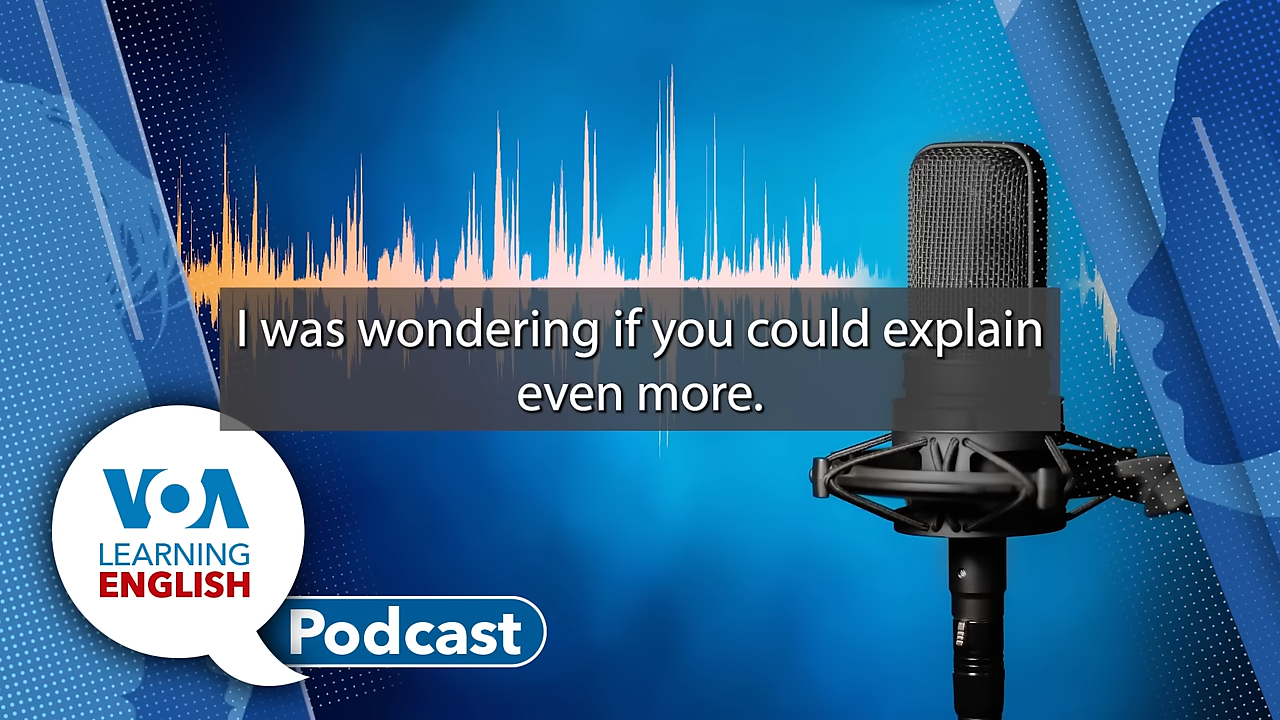 I was wondering if you could explain
even more.
VOA
LEARNING
ENGLISH
Podcast